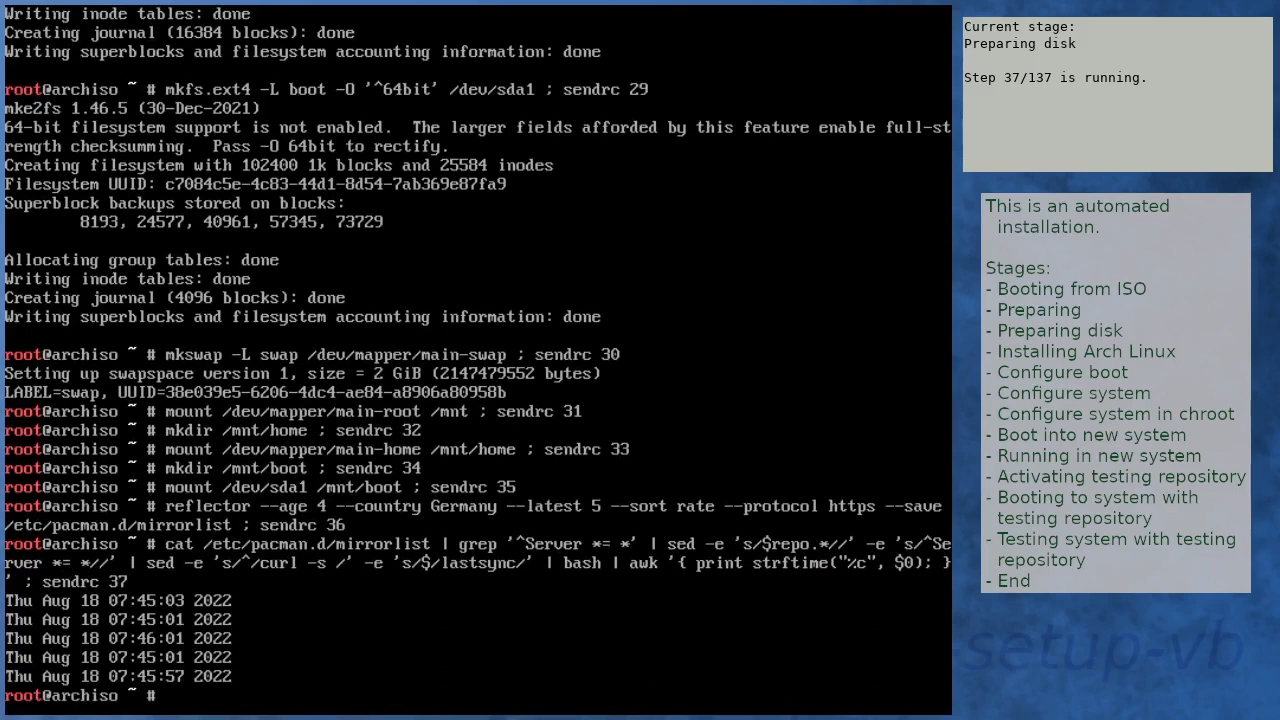 Writing inode tables: done
Creating journal (16384 blocks): done
Writing superblocks and filesystem accounting information: done
root@archiso ~ # mkfs.ext4 -L boot -O '^64bit' /dev/sda1 ; sendrc 29
mke2fs 1.46.5 (30-Dec-2021)
64-bit filesystem support is not enabled.  The larger fields afforded by this feature enable full-st
rength checksumming.  Pass -O 64bit to rectify.
Creating filesystem with 102400 1k blocks and 25584 inodes
Filesystem UUID: c7084c5e-4c83-44d1-8d54-7ab369e87fa9
Superblock backups stored on blocks:
        8193, 24577, 40961, 57345, 73729
Allocating group tables: done
Writing inode tables: done
Creating journal (4096 blocks): done
Writing superblocks and filesystem accounting information: done
root@archiso ~ # mkswap -L swap /dev/mapper/main-swap ; sendrc 30
Setting up swapspace version 1, size = 2 GiB (2147479552 bytes)
LABEL=swap, UUID=38e039e5-6206-4dc4-ae84-a8906a80958b
root@archiso ~ # mount /dev/mapper/main-root /mnt ; sendrc 31
root@archiso ~ # mkdir /mnt/home ; sendrc 32
root@archiso ~ # mount /dev/mapper/main-home /mnt/home ; sendrc 33
root@archiso ~ # mkdir /mnt/boot ; sendrc 34
root@archiso ~ # mount /dev/sda1 /mnt/boot ; sendrc 35
root@archiso ~ # reflector --age 4 --country Germany --latest 5 --sort rate --protocol https --save
/etc/pacman.d/mirrorlist ; sendrc 36
root@archiso ~ # cat /etc/pacman.d/mirrorlist | grep '^Server *= *' | sed -e 's/$repo.*//' -e 's/^Se
rver *= *//' | sed -e 's/^/curl -s /' -e 's/$/lastsync/' | bash | awk '{ print strftime("%c", $0); }
' ; sendrc 37
Thu Aug 18 07:45:03 2022
Thu Aug 18 07:45:01 2022
Thu Aug 18 07:46:01 2022
Thu Aug 18 07:45:01 2022
Thu Aug 18 07:45:57 2022
root@archiso ~ #
Current stage:
Preparing disk
Step 37/137 is running.
This is an automated
installation.
Stages:
- Booting from ISO
- Preparing
- Preparing disk
- Installing Arch Linux
- Configure boot
- Configure system
- Configure system in chroot
- Boot into new system
- Running in new system
- Activating testing repository
- Booting to system with
testing repository
- Testing system with testing
repository
- End
-setup-vb